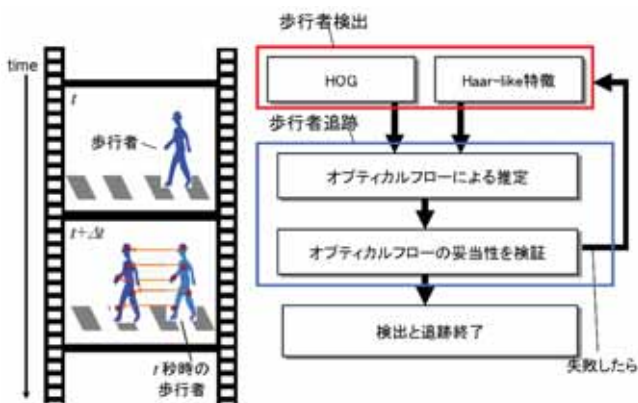 time
t
歩行者
t+Δt
t 秒時の
歩行者
歩行者検出
HOG
Haar-like特徴
歩行者追跡
オプティカルフローによる推定
オプティカルフローの妥当性を検証
検出と追跡終了
失敗したら